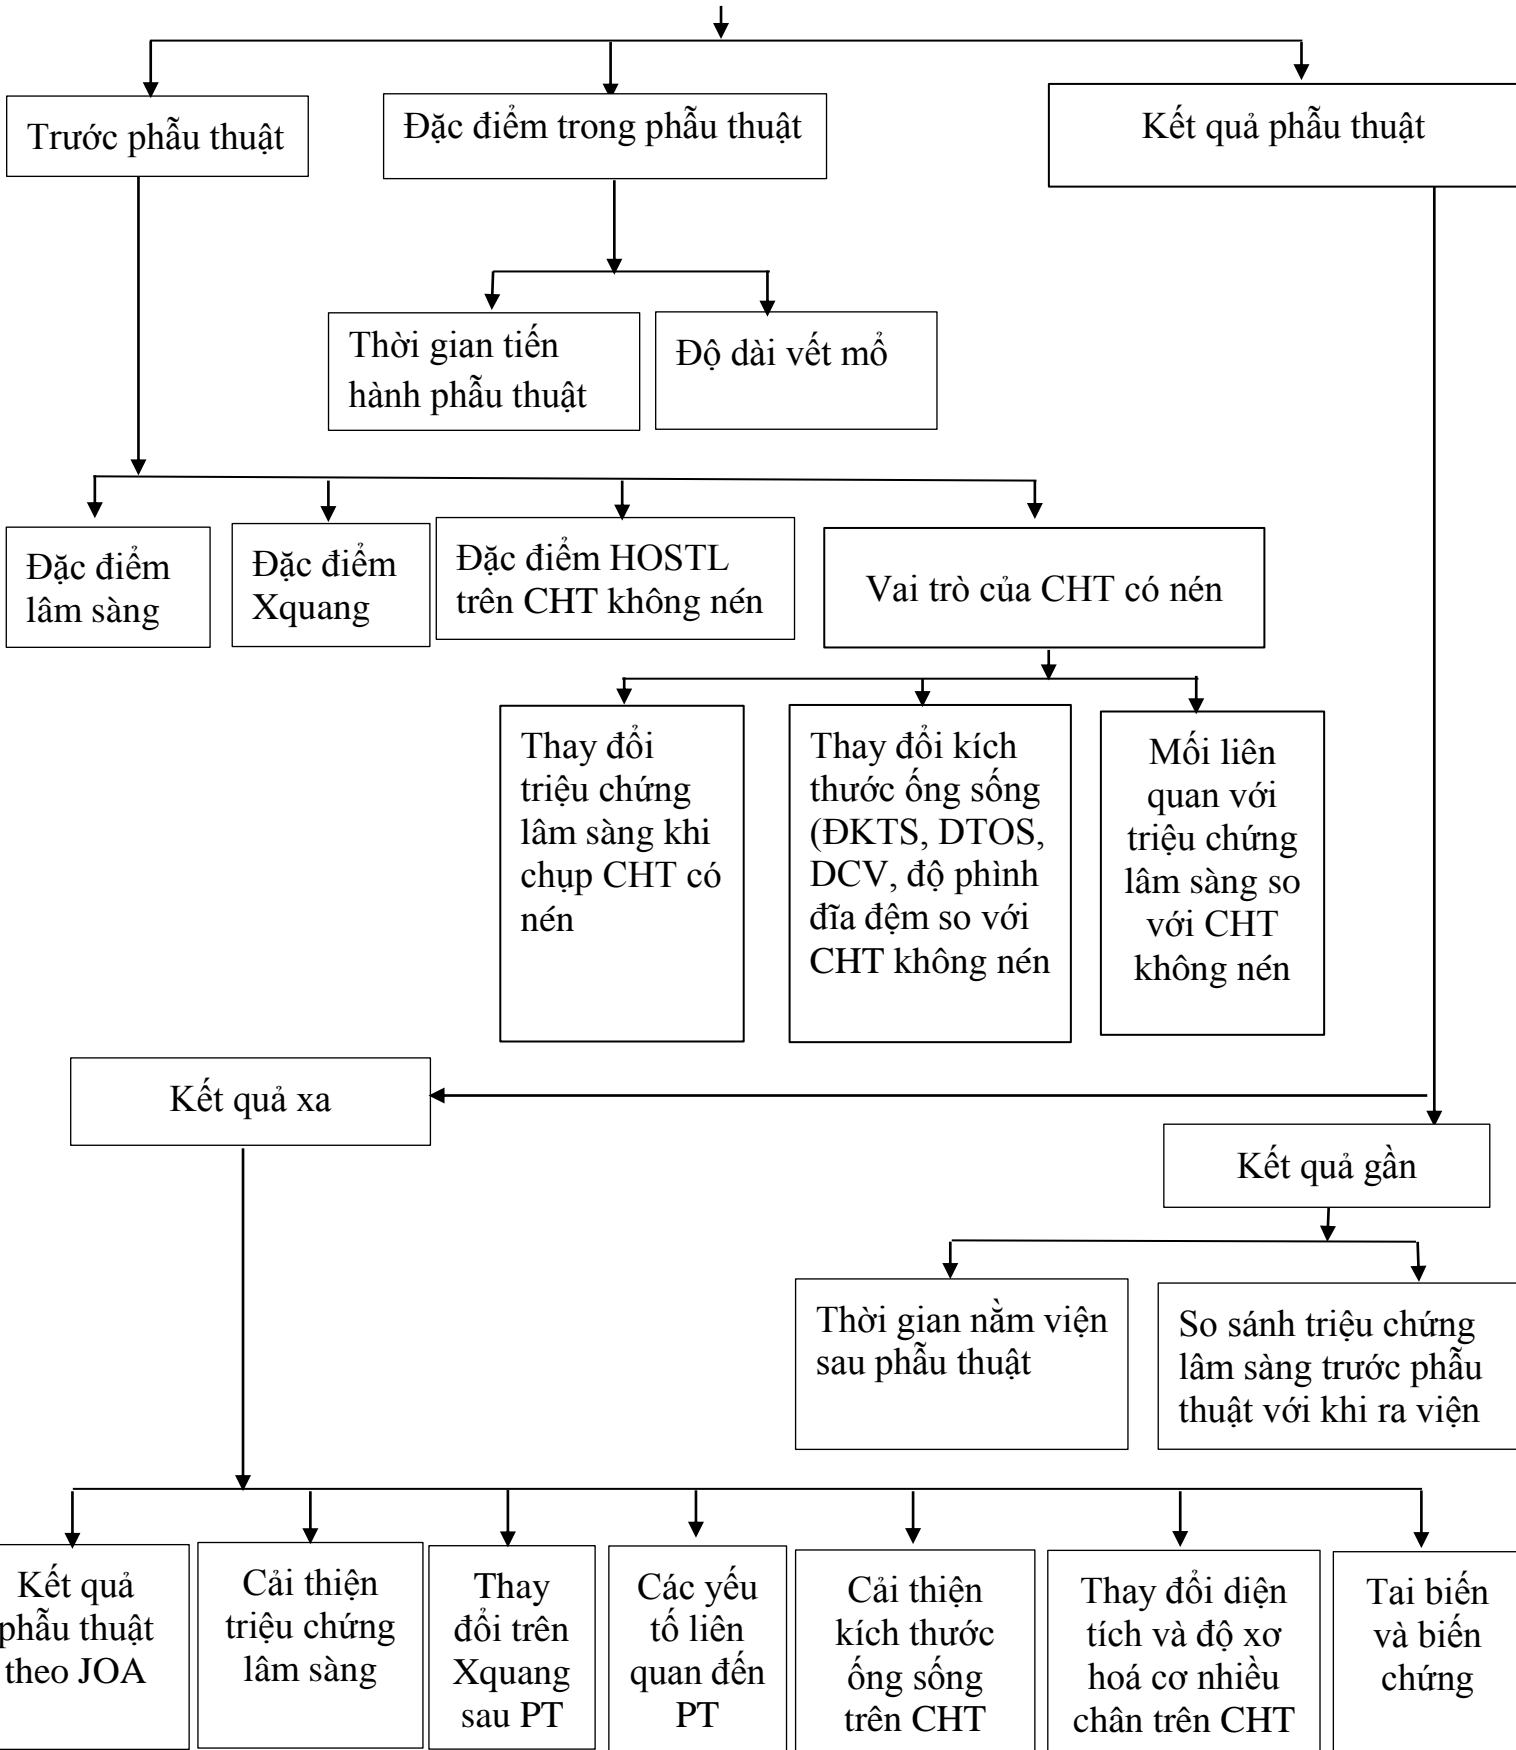 Trước phẫu thuật
Đặc điểm trong phẫu thuật
Kết quả phẫu thuật
Thời gian tiến
hành phẫu thuật
Độ dài vết mổ
Đặc điểm
lâm sàng
Đặc điểm
Xquang
Đặc điểm HOSTL
trên CHT không nén
Vai trò của CHT có nén
Thay đổi
triệu chứng
lâm sàng khi
chụp CHT có
nén
Thay đổi kích
thước ống sống
(ĐKTS, DTOS,
DCV, độ phình
đĩa đệm so với
CHT không nén
Mối liên
quan với
triệu chứng
lâm sàng so
với CHT
không nén
Kết quả xa
Kết quả gần
Thời gian nằm viện
sau phẫu thuật
So sánh triệu chứng
lâm sàng trước phẫu
thuật với khi ra viện
Kết quả
phẫu thuật
theo JOA
Cải thiện
triệu chứng
lâm sàng
Thay
đổi trên
Xquang
sau PT
Các yếu
tố liên
quan đến
PT
Cải thiện
kích thước
ống sống
trên CHT
Thay đổi diện
tích và độ xơ
hoá cơ nhiều
chân trên CHT
Tai biến
và biến
chứng